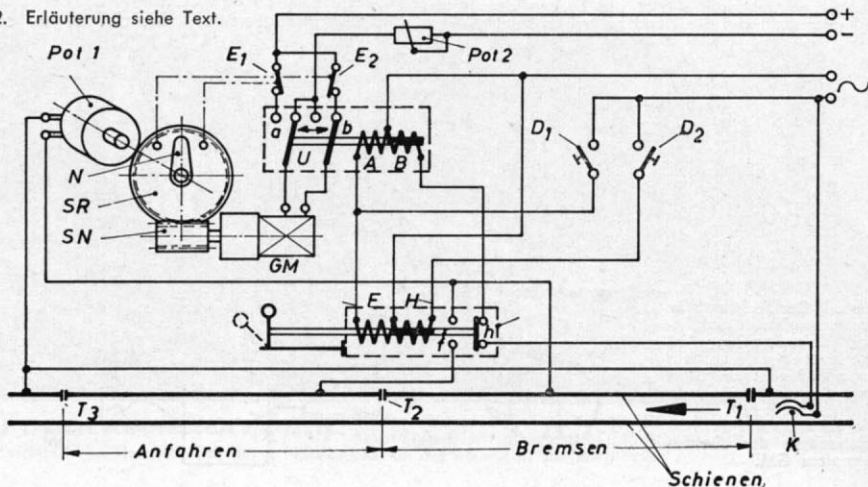 2. Erläuterung siehe Text.
+
−
Pot 1
Pot 2
E1
E2
a
b
U
A
B
D1
D2
N
SR
SN
GM
E
H
f
h
T3
T2
T1
K
Anfahren
Bremsen
Schienen,